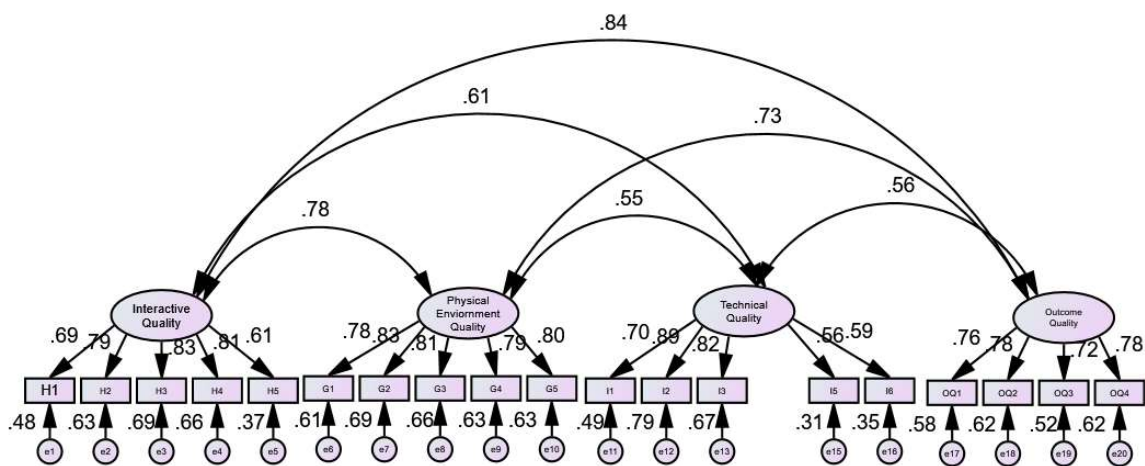 .84
.61
.73
.78
.55
.56
Interactive
Quality
Physical
Enviornment
Quality
Technical
Quality
Outcome
Quality
.69 .79 .83 .81 .61
.78 .83 .81 .79 .80
.70 .89 .82 .56 .59
.76 .78 .72 .78
H1 H2 H3 H4 H5 G1 G2 G3 G4 G5 I1 I2 I3 I5 I6 OQ1 OQ2 OQ3 OQ4
.48 .63 .69 .66 .37 .61 .69 .66 .63 .63 .49 .79 .67 .31 .35 .58 .62 .52 .62
e1 e2 e3 e4 e5 e6 e7 e8 e9 e10 e11 e12 e13 e15 e16 e17 e18 e19 e20